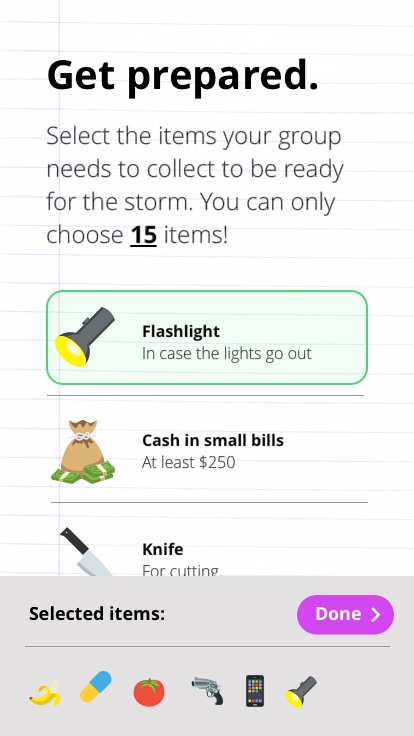 Get prepared.
Select the items your group
needs to collect to be ready
for the storm. You can only
choose 15 items!
Flashlight
In case the lights go out
Cash in small bills
At least $250
Knife
For cutting.
Selected items:
Done